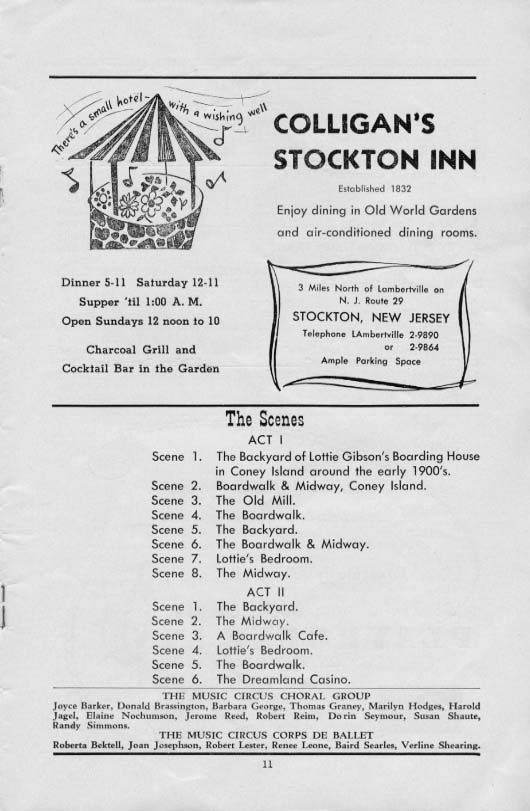 There's a small hotel - with a wishing well
COLLIGAN'S
STOCKTON INN
Established 1832
Enjoy dining in Old World Gardens
and air-conditioned dining rooms.
Dinner 5-11 Saturday 12-11
Supper 'til 1:00 A. M.
Open Sundays 12 noon to 10
Charcoal Grill and
Cocktail Bar in the Garden
3 Miles North of Lambertville on
N. J. Route 29
STOCKTON, NEW JERSEY
Telephone LAmbertville 2-9890
or 2-9864
Ample Parking Space
The Scenes
ACT I
Scene 1. The Backyard of Lottie Gibson's Boarding House
in Coney Island around the early 1900's.
Scene 2. Boardwalk & Midway, Coney Island.
Scene 3. The Old Mill.
Scene 4. The Boardwalk.
Scene 5. The Backyard.
Scene 6. The Boardwalk & Midway.
Scene 7. Lottie's Bedroom.
Scene 8. The Midway.
ACT II
Scene 1. The Backyard.
Scene 2. The Midway.
Scene 3. A Boardwalk Cafe.
Scene 4. Lottie's Bedroom.
Scene 5. The Boardwalk.
Scene 6. The Dreamland Casino.
THE MUSIC CIRCUS CHORAL GROUP
Joyce Barker, Donald Brassington, Barbara George, Thomas Graney, Marilyn Hodges, Harold
Jagel, Elaine Nochumson, Jerome Reed, Robert Reim, Dorin Seymour, Susan Shaute,
Randy Simmons.
THE MUSIC CIRCUS CORPS DE BALLET
Roberta Bektell, Joan Josephson, Robert Lester, Renee Leone, Baird Searles, Verline Shearing.
11